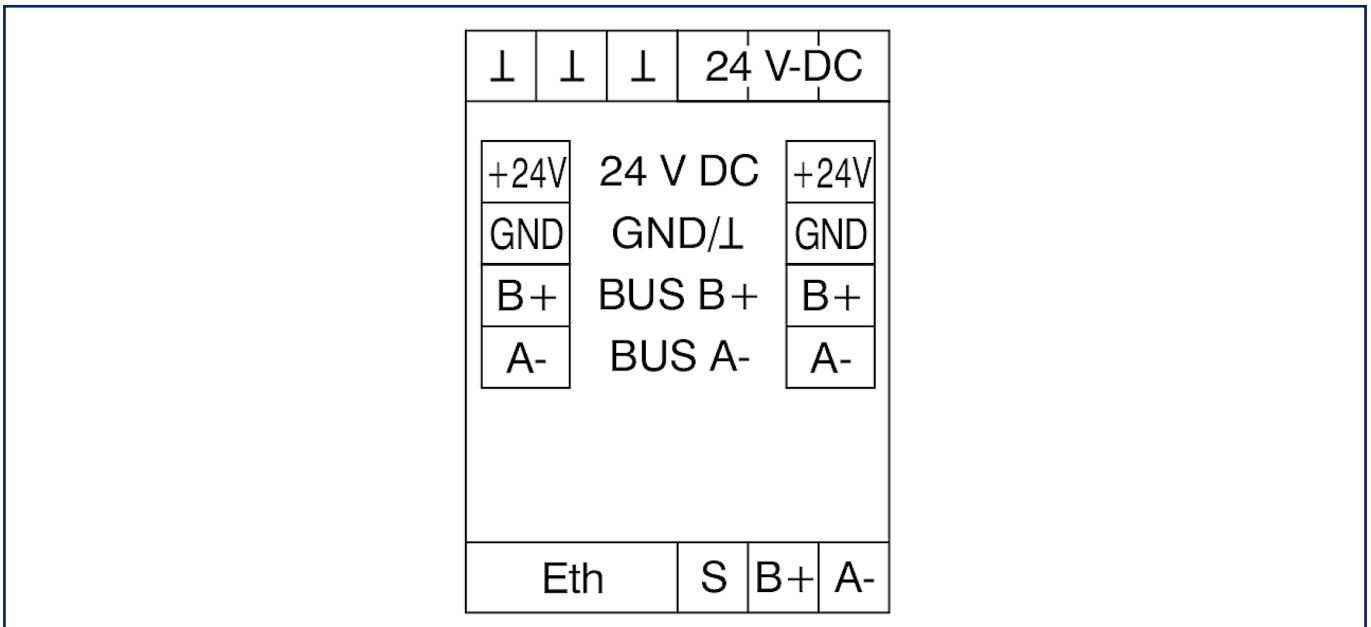 ⊥ ⊥ ⊥ 24 V-DC
+24V 24 V DC +24V
GND GND/⊥ GND
B+ BUS B+ B+
A- BUS A- A-
Eth S B+ A-